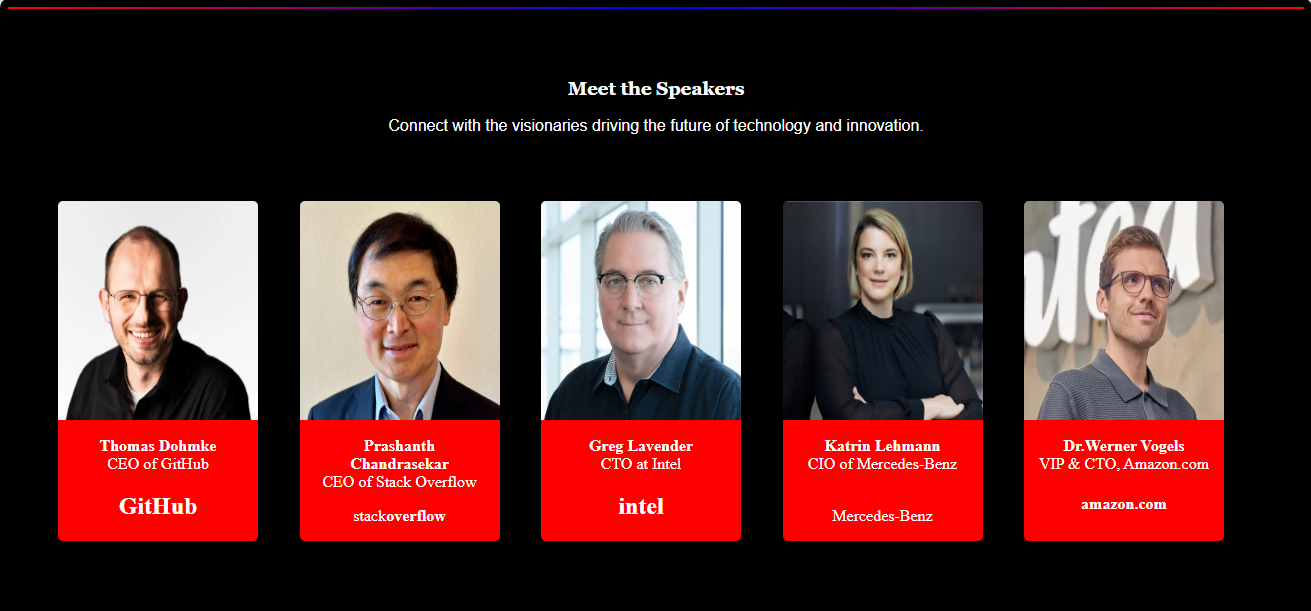 Meet the Speakers
Connect with the visionaries driving the future of technology and innovation.
Thomas Dohmke
CEO of GitHub
GitHub
Prashanth
Chandrasekar
CEO of Stack Overflow
stackoverflow
Greg Lavender
CTO at Intel
intel
Katrin Lehmann
CIO of Mercedes-Benz
Mercedes-Benz
Dr.Werner Vogels
VIP & CTO, Amazon.com
amazon.com